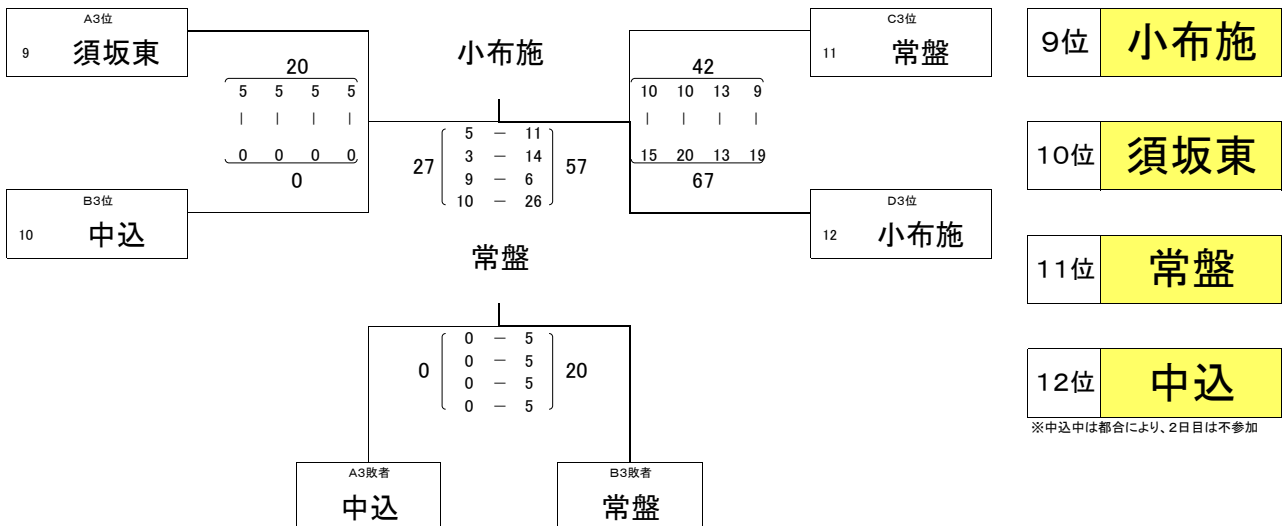 A3位
9 須坂東
B3位
10 中込
20
5 5 5 5
| | | |
0 0 0 0
0
小布施
27
5 － 11
3 － 14
9 － 6
10 － 26
57
42
10 10 13 9
| | | |
15 20 13 19
67
C3位
11 常盤
D3位
12 小布施
常盤
0
0 － 5
0 － 5
0 － 5
0 － 5
20
A3敗者
中込
B3敗者
常盤
9位 小布施
10位 須坂東
11位 常盤
12位 中込
※中込中は都合により、2日目は不参加